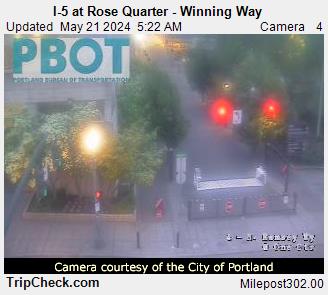 I-5 at Rose Quarter - Winning Way
Updated  May 21 2024  5:22 AM
Camera  4
PBOT
PORTLAND BUREAU OF TRANSPORTATION
Camera courtesy of the City of Portland
TripCheck.com
Milepost302.00